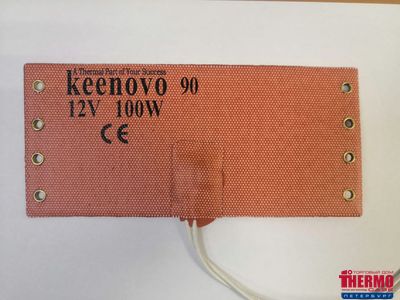 A Thermal Part of Your Success
keenovo 90
12V 100W
CE
ТОРГОВЫЙ ДОМ
THERMO
ПЕТЕРБУРГ